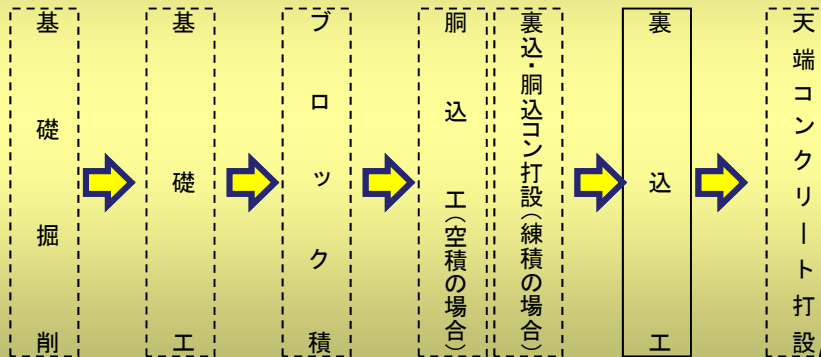 基礎掘削
基礎工
ブロック積
胴込工（空積の場合）
裏込・胴込コン打設（練積の場合）
裏込工
天端コンクリート打設